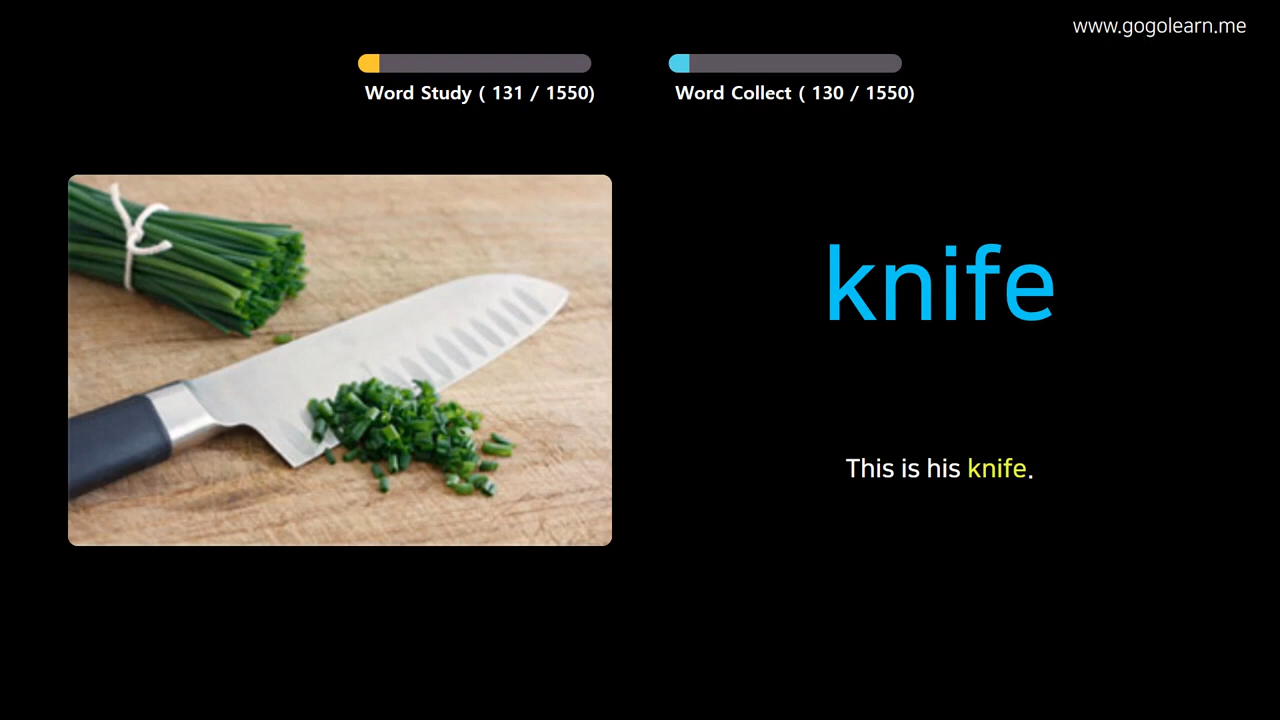 www.gogolearn.me
Word Study ( 131 / 1550)
Word Collect ( 130 / 1550)
knife
This is his knife.